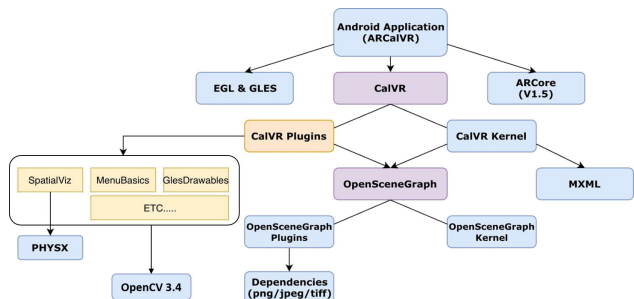 Android Application
(ARCalVR)
EGL & GLES
CalVR
ARCore
(V1.5)
CalVR Plugins
CalVR Kernel
SpatialViz
MenuBasics
GlesDrawables
ETC.....
OpenSceneGraph
MXML
PHYSX
OpenSceneGraph
Plugins
OpenSceneGraph
Kernel
OpenCV 3.4
Dependencies
(png/jpeg/tiff)